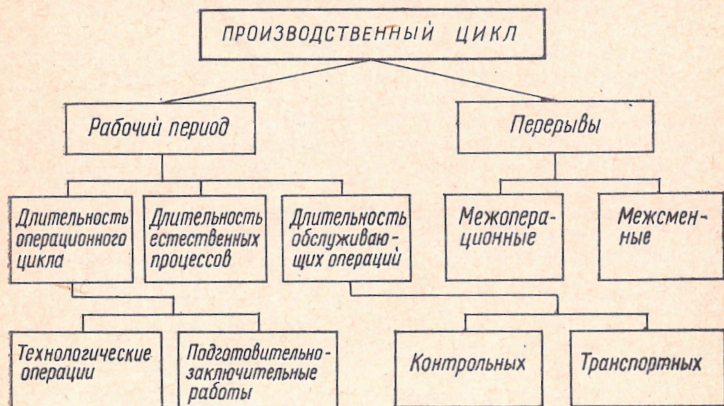 ПРОИЗВОДСТВЕННЫЙ ЦИКЛ
Рабочий период
Перерывы
Длительность
операционного
цикла
Длительность
естественных
процессов
Длительность
обслуживаю-
щих операций
Межопера-
ционные
Межсмен-
ные
Технологические
операции
Подготовительно-
заключительные
работы
Контрольных
Транспортных